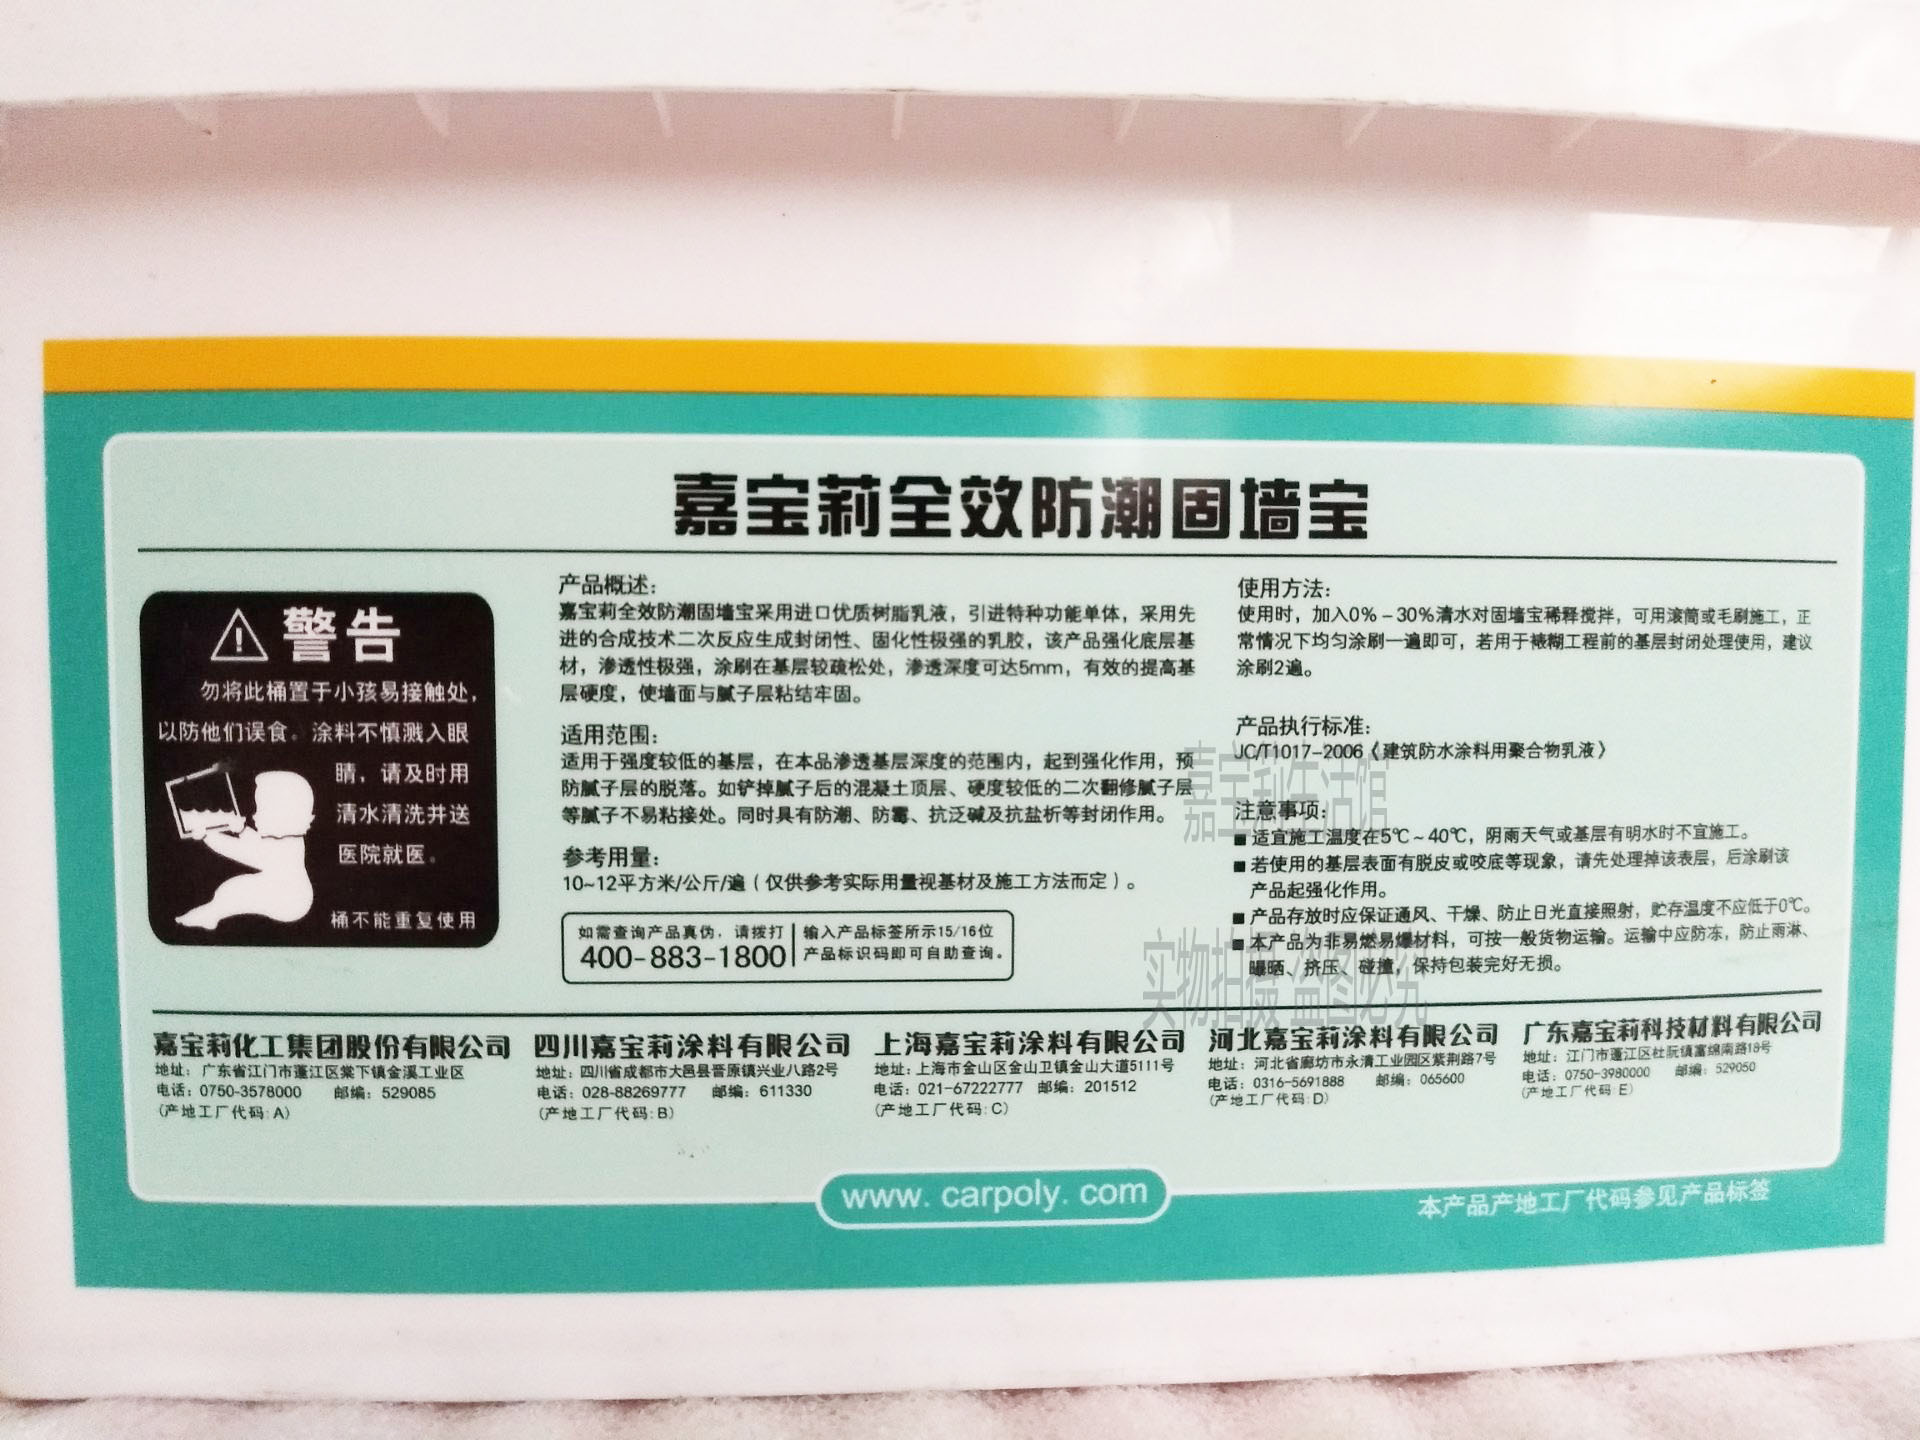 嘉宝莉全效防潮固墙宝
警告
勿将此桶置于小孩易接触处，
以防他们误食。涂料不慎溅入眼
睛，请及时用
清水清洗并送
医院就医。
桶不能重复使用
产品概述：
嘉宝莉全效防潮固墙宝采用进口优质树脂乳液，引进特种功能单体，采用先
进的合成技术二次反应生成封闭性、固化性极强的乳胶，该产品强化底层基
材，渗透性极强，涂刷在基层较疏松处，渗透深度可达5mm，有效的提高基
层硬度，使墙面与腻子层粘结牢固。
适用范围：
适用于强度较低的基层，在本品渗透基层深度的范围内，起到强化作用，预
防腻子层的脱落。如铲掉腻子后的混凝土顶层、硬度较低的二次翻修腻子层
等腻子不易粘接处。同时具有防潮、防霉、抗泛碱及抗盐析等封闭作用。
参考用量：
10~12平方米/公斤/遍（仅供参考实际用量视基材及施工方法而定）。
如需查询产品真伪，请拨打
400-883-1800
输入产品标签所示15/16位
产品标识码即可自助查询。
使用方法：
使用时，加入0%－30%清水对固墙宝稀释搅拌，可用滚筒或毛刷施工，正
常情况下均匀涂刷一遍即可，若用于裱糊工程前的基层封闭处理使用，建议
涂刷2遍。
产品执行标准：
JC/T1017-2006《建筑防水涂料用聚合物乳液》
注意事项：
■适宜施工温度在5℃～40℃，阴雨天气或基层有明水时不宜施工。
■若使用的基层表面有脱皮或咬底等现象，请先处理掉该表层，后涂刷该
产品起强化作用。
■产品存放时应保证通风、干燥、防止日光直接照射，贮存温度不应低于0℃。
■本产品为非易燃易爆材料，可按一般货物运输。运输中应防冻，防止雨淋、
曝晒、挤压、碰撞，保持包装完好无损。
嘉宝莉生活馆
实物拍摄 盗图必究
嘉宝莉化工集团股份有限公司
地址：广东省江门市蓬江区棠下镇金溪工业区
电话：0750-3578000 邮编：529085
(产地工厂代码:A)
四川嘉宝莉涂料有限公司
地址：四川省成都市大邑县晋原镇兴业八路2号
电话：028-88269777 邮编：611330
(产地工厂代码:B)
上海嘉宝莉涂料有限公司
地址：上海市金山区金山卫镇金山大道5111号
电话：021-67222777 邮编：201512
(产地工厂代码:C)
河北嘉宝莉涂料有限公司
地址：河北省廊坊市永清工业园区紫荆路7号
电话：0316-5691888 邮编：065600
(产地工厂代码:D)
广东嘉宝莉科技材料有限公司
地址：江门市蓬江区杜阮镇富绵南路18号
电话：0750-3980000 邮编：529050
(产地工厂代码:E)
www.carpoly.com
本产品产地工厂代码参见产品标签